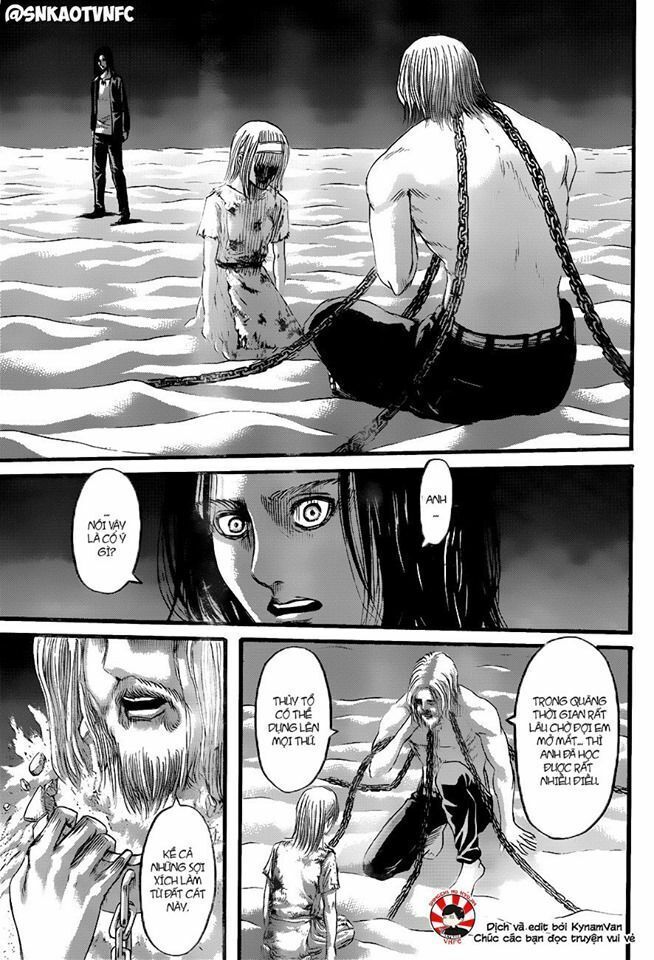 @SNKAOTVNFC
ANH
...
...
NÓI VẬY
LÀ CÓ Ý
GÌ?
TRONG QUÃNG
THỜI GIAN RẤT
LÂU CHỜ ĐỢI EM
MỞ MẮT... THÌ
ANH ĐÃ HỌC
ĐƯỢC RẤT
NHIỀU ĐIỀU.
THỦY TỔ
CÓ THỂ
DỰNG LÊN
MỌI THỨ.
KỂ CẢ
NHỮNG SỢI
XÍCH LÀM
TỪ ĐẤT CÁT
NÀY.
Dịch và edit bởi KynamVan
Chúc các bạn đọc truyện vui vẻ